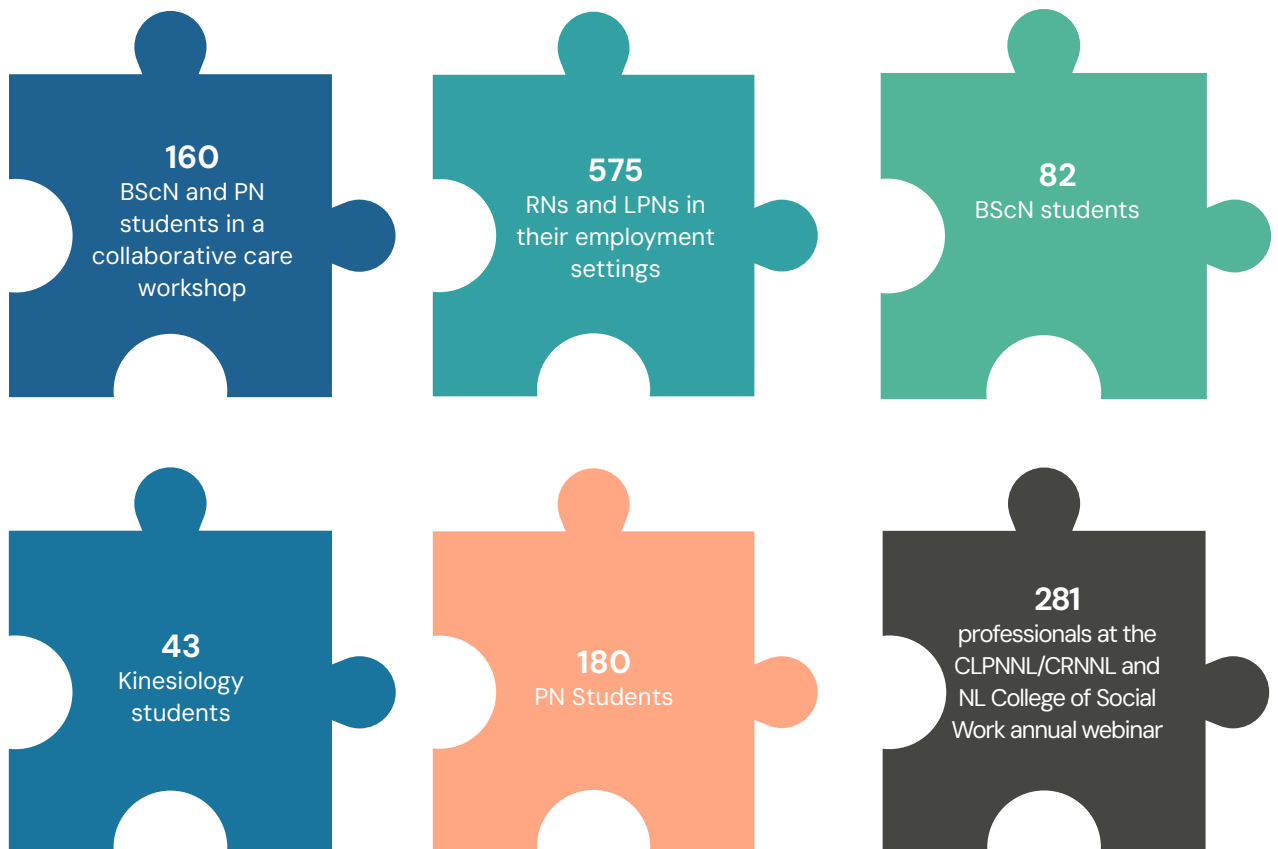 160
BScN and PN
students in a
collaborative care
workshop
575
RNs and LPNs in
their employment
settings
82
BScN students
43
Kinesiology
students
180
PN Students
281
professionals at the
CLPNNL/CRNNL and
NL College of Social
Work annual webinar